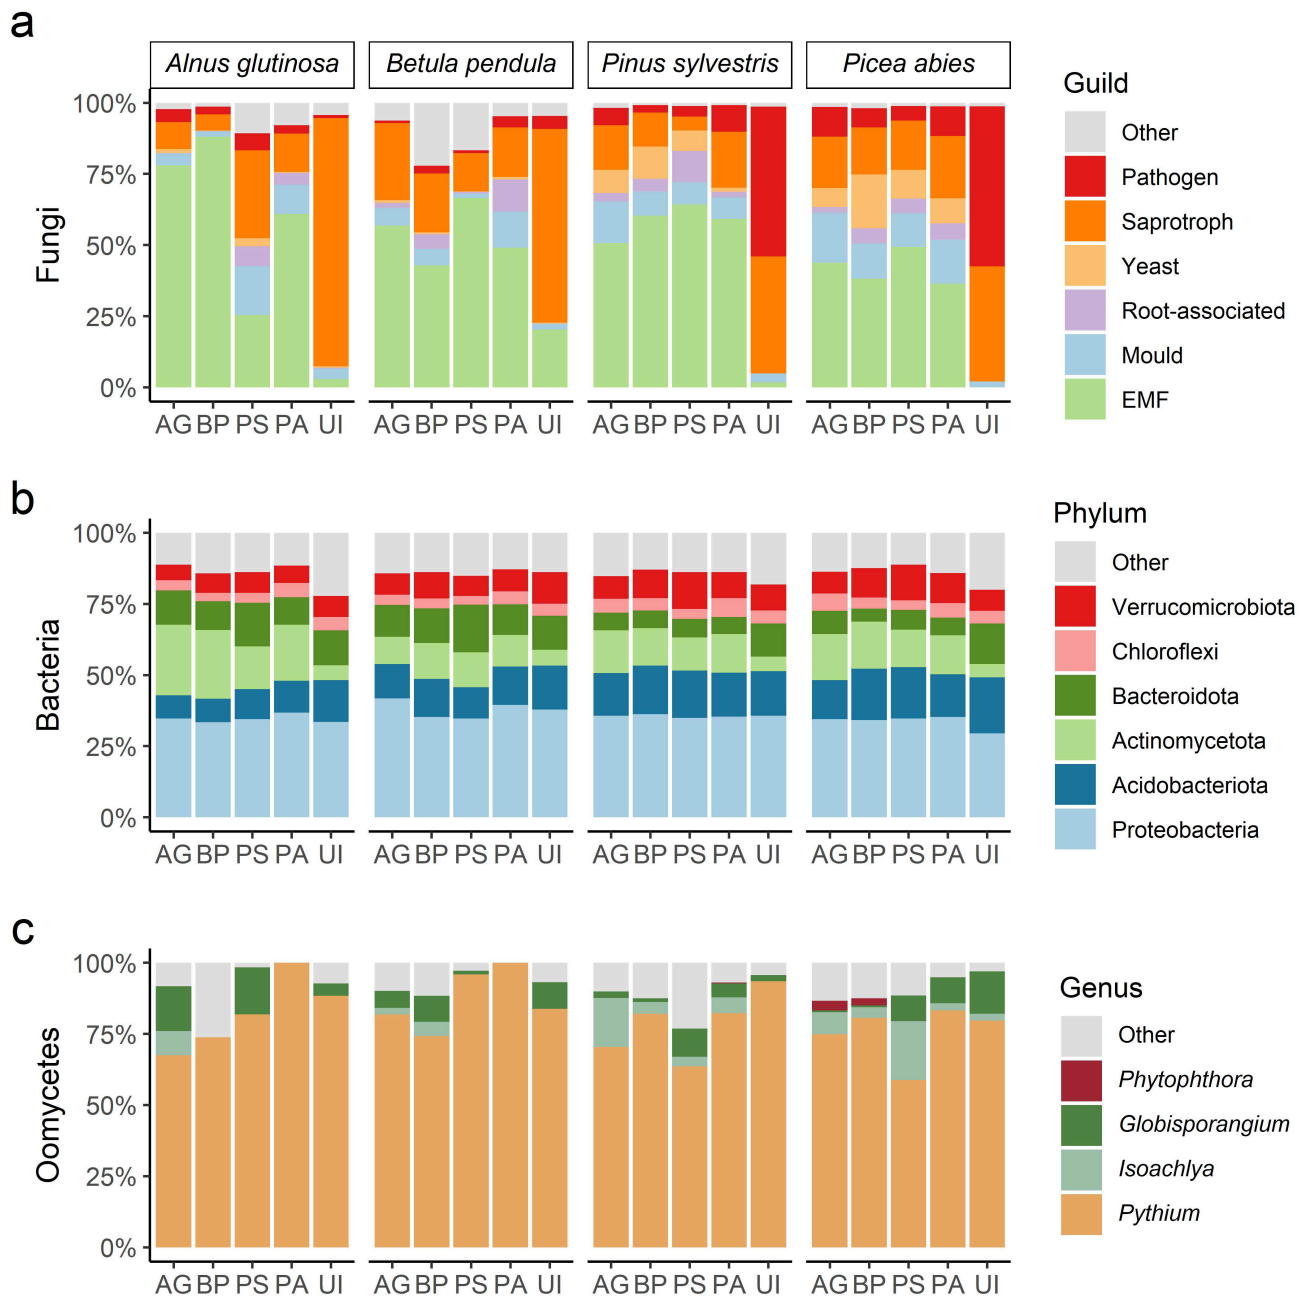 a
Alnus glutinosa Betula pendula Pinus sylvestris Picea abies
Fungi
100%
75%
50%
25%
0%
AG BP PS PA UI AG BP PS PA UI AG BP PS PA UI AG BP PS PA UI
Guild
Other
Pathogen
Saprotroph
Yeast
Root-associated
Mould
EMF
b
Bacteria
100%
75%
50%
25%
0%
AG BP PS PA UI AG BP PS PA UI AG BP PS PA UI AG BP PS PA UI
Phylum
Other
Verrucomicrobiota
Chloroflexi
Bacteroidota
Actinomycetota
Acidobacteriota
Proteobacteria
c
Oomycetes
100%
75%
50%
25%
0%
AG BP PS PA UI AG BP PS PA UI AG BP PS PA UI AG BP PS PA UI
Genus
Other
Phytophthora
Globisporangium
Isoachlya
Pythium